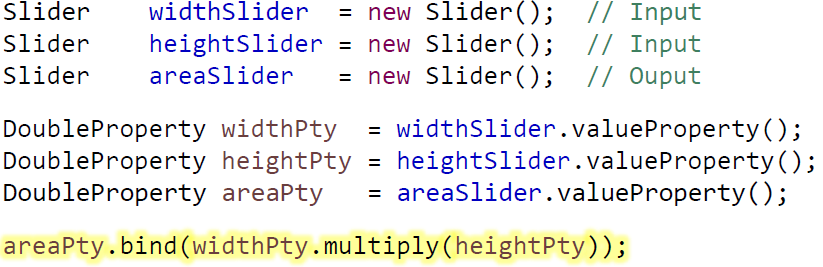 Slider    widthSlider  = new Slider();  // Input
Slider    heightSlider = new Slider();  // Input
Slider    areaSlider   = new Slider();  // Ouput
DoubleProperty widthPty  = widthSlider.valueProperty();
DoubleProperty heightPty = heightSlider.valueProperty();
DoubleProperty areaPty   = areaSlider.valueProperty();
areaPty.bind(widthPty.multiply(heightPty));